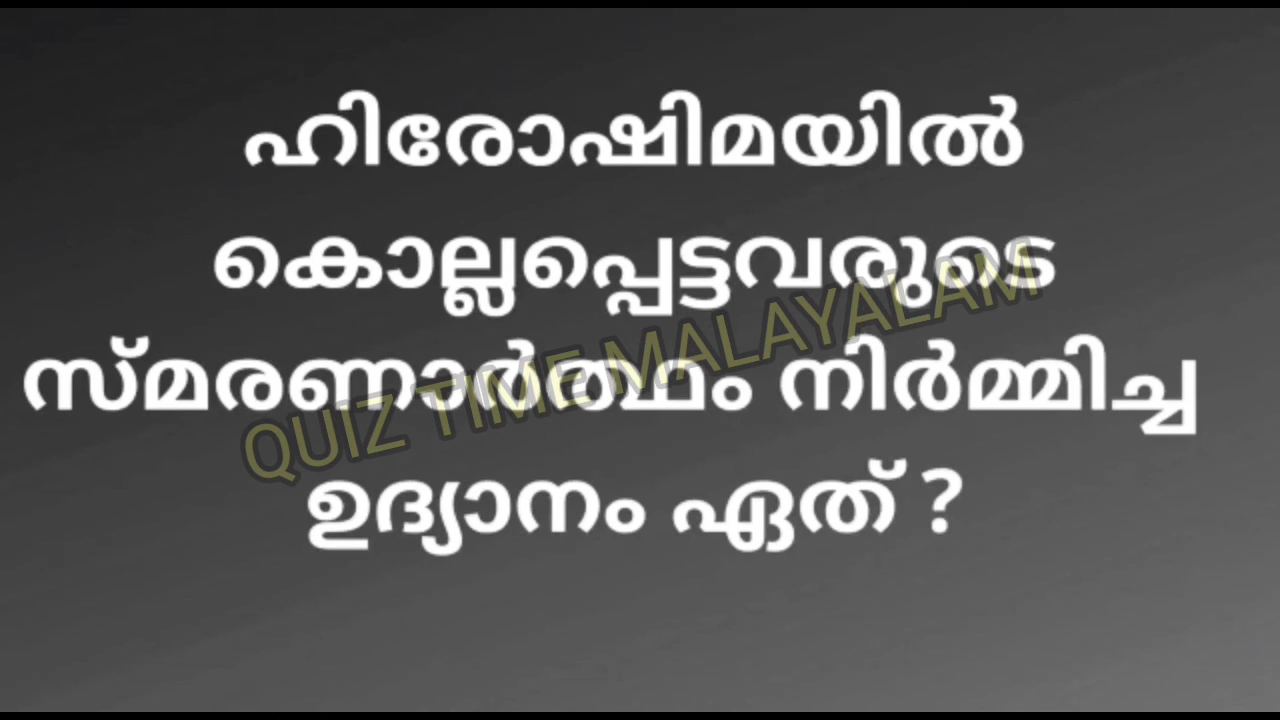 ഹിരോഷിമയിൽ
കൊല്ലപ്പെട്ടവരുടെ
സ്മരണാർത്ഥം നിർമ്മിച്ച
ഉദ്യാനം ഏത് ?
QUIZ TIME MALAYALAM